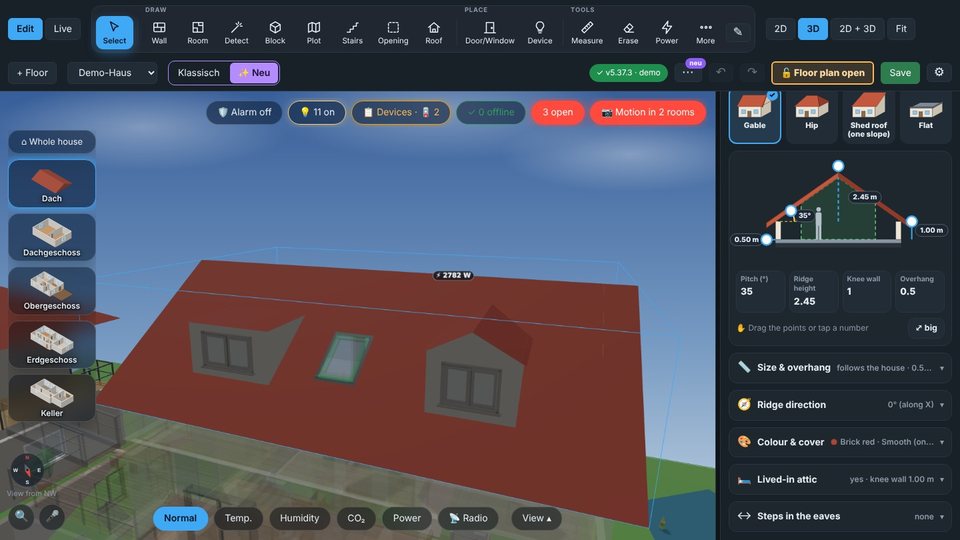 Edit
Live
DRAW
Select
Wall
Room
Detect
Block
Plot
Stairs
Opening
Roof
PLACE
Door/Window
Device
TOOLS
Measure
Erase
Power
More
2D
3D
2D + 3D
Fit
+ Floor
Demo-Haus
Klassisch
✨ Neu
✓ v5.37.3 · demo
neu
Floor plan open
Save
Alarm off
11 on
Devices · 2
✓ 0 offline
3 open
Motion in 2 rooms
⌂ Whole house
Dach
Dachgeschoss
Obergeschoss
Erdgeschoss
Keller
⚡ 2782 W
N
W
E
S
View from NW
Normal
Temp.
Humidity
CO₂
Power
Radio
View ▴
Gable
Hip
Shed roof
(one slope)
Flat
2.45 m
35°
1.00 m
0.50 m
Pitch (°)
35
Ridge
height
2.45
Knee wall
1
Overhang
0.5
Drag the points or tap a number
⤢ big
Size & overhang follows the house · 0.5... ▾
Ridge direction 0° (along X) ▾
Colour & cover Brick red · Smooth (on... ▾
Lived-in attic yes · knee wall 1.00 m ▾
Steps in the eaves none ▾